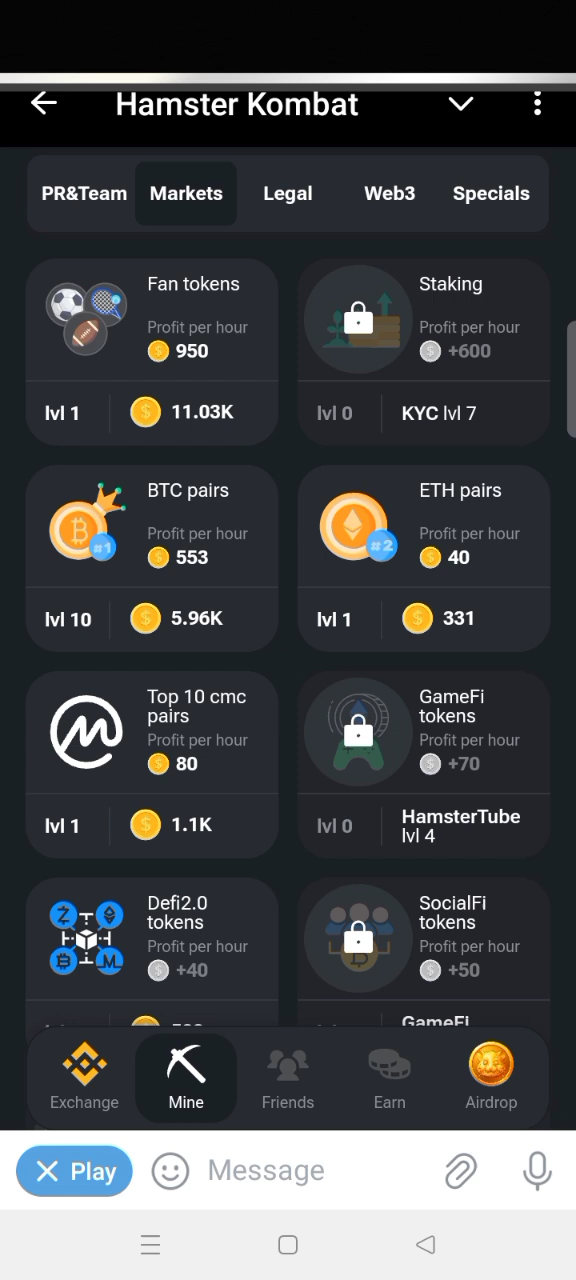 Hamster Kombat
PR&Team Markets Legal Web3 Specials
Fan tokens
Profit per hour
950
lvl 1
11.03K
Staking
Profit per hour
+600
lvl 0
KYC lvl 7
BTC pairs
#1
Profit per hour
553
lvl 10
5.96K
ETH pairs
#2
Profit per hour
40
lvl 1
331
Top 10 cmc
pairs
Profit per hour
80
lvl 1
1.1K
GameFi
tokens
Profit per hour
+70
lvl 0
HamsterTube
lvl 4
Defi2.0
tokens
Profit per hour
+40
SocialFi
tokens
Profit per hour
+50
GameFi
Exchange Mine Friends Earn Airdrop
Play
Message